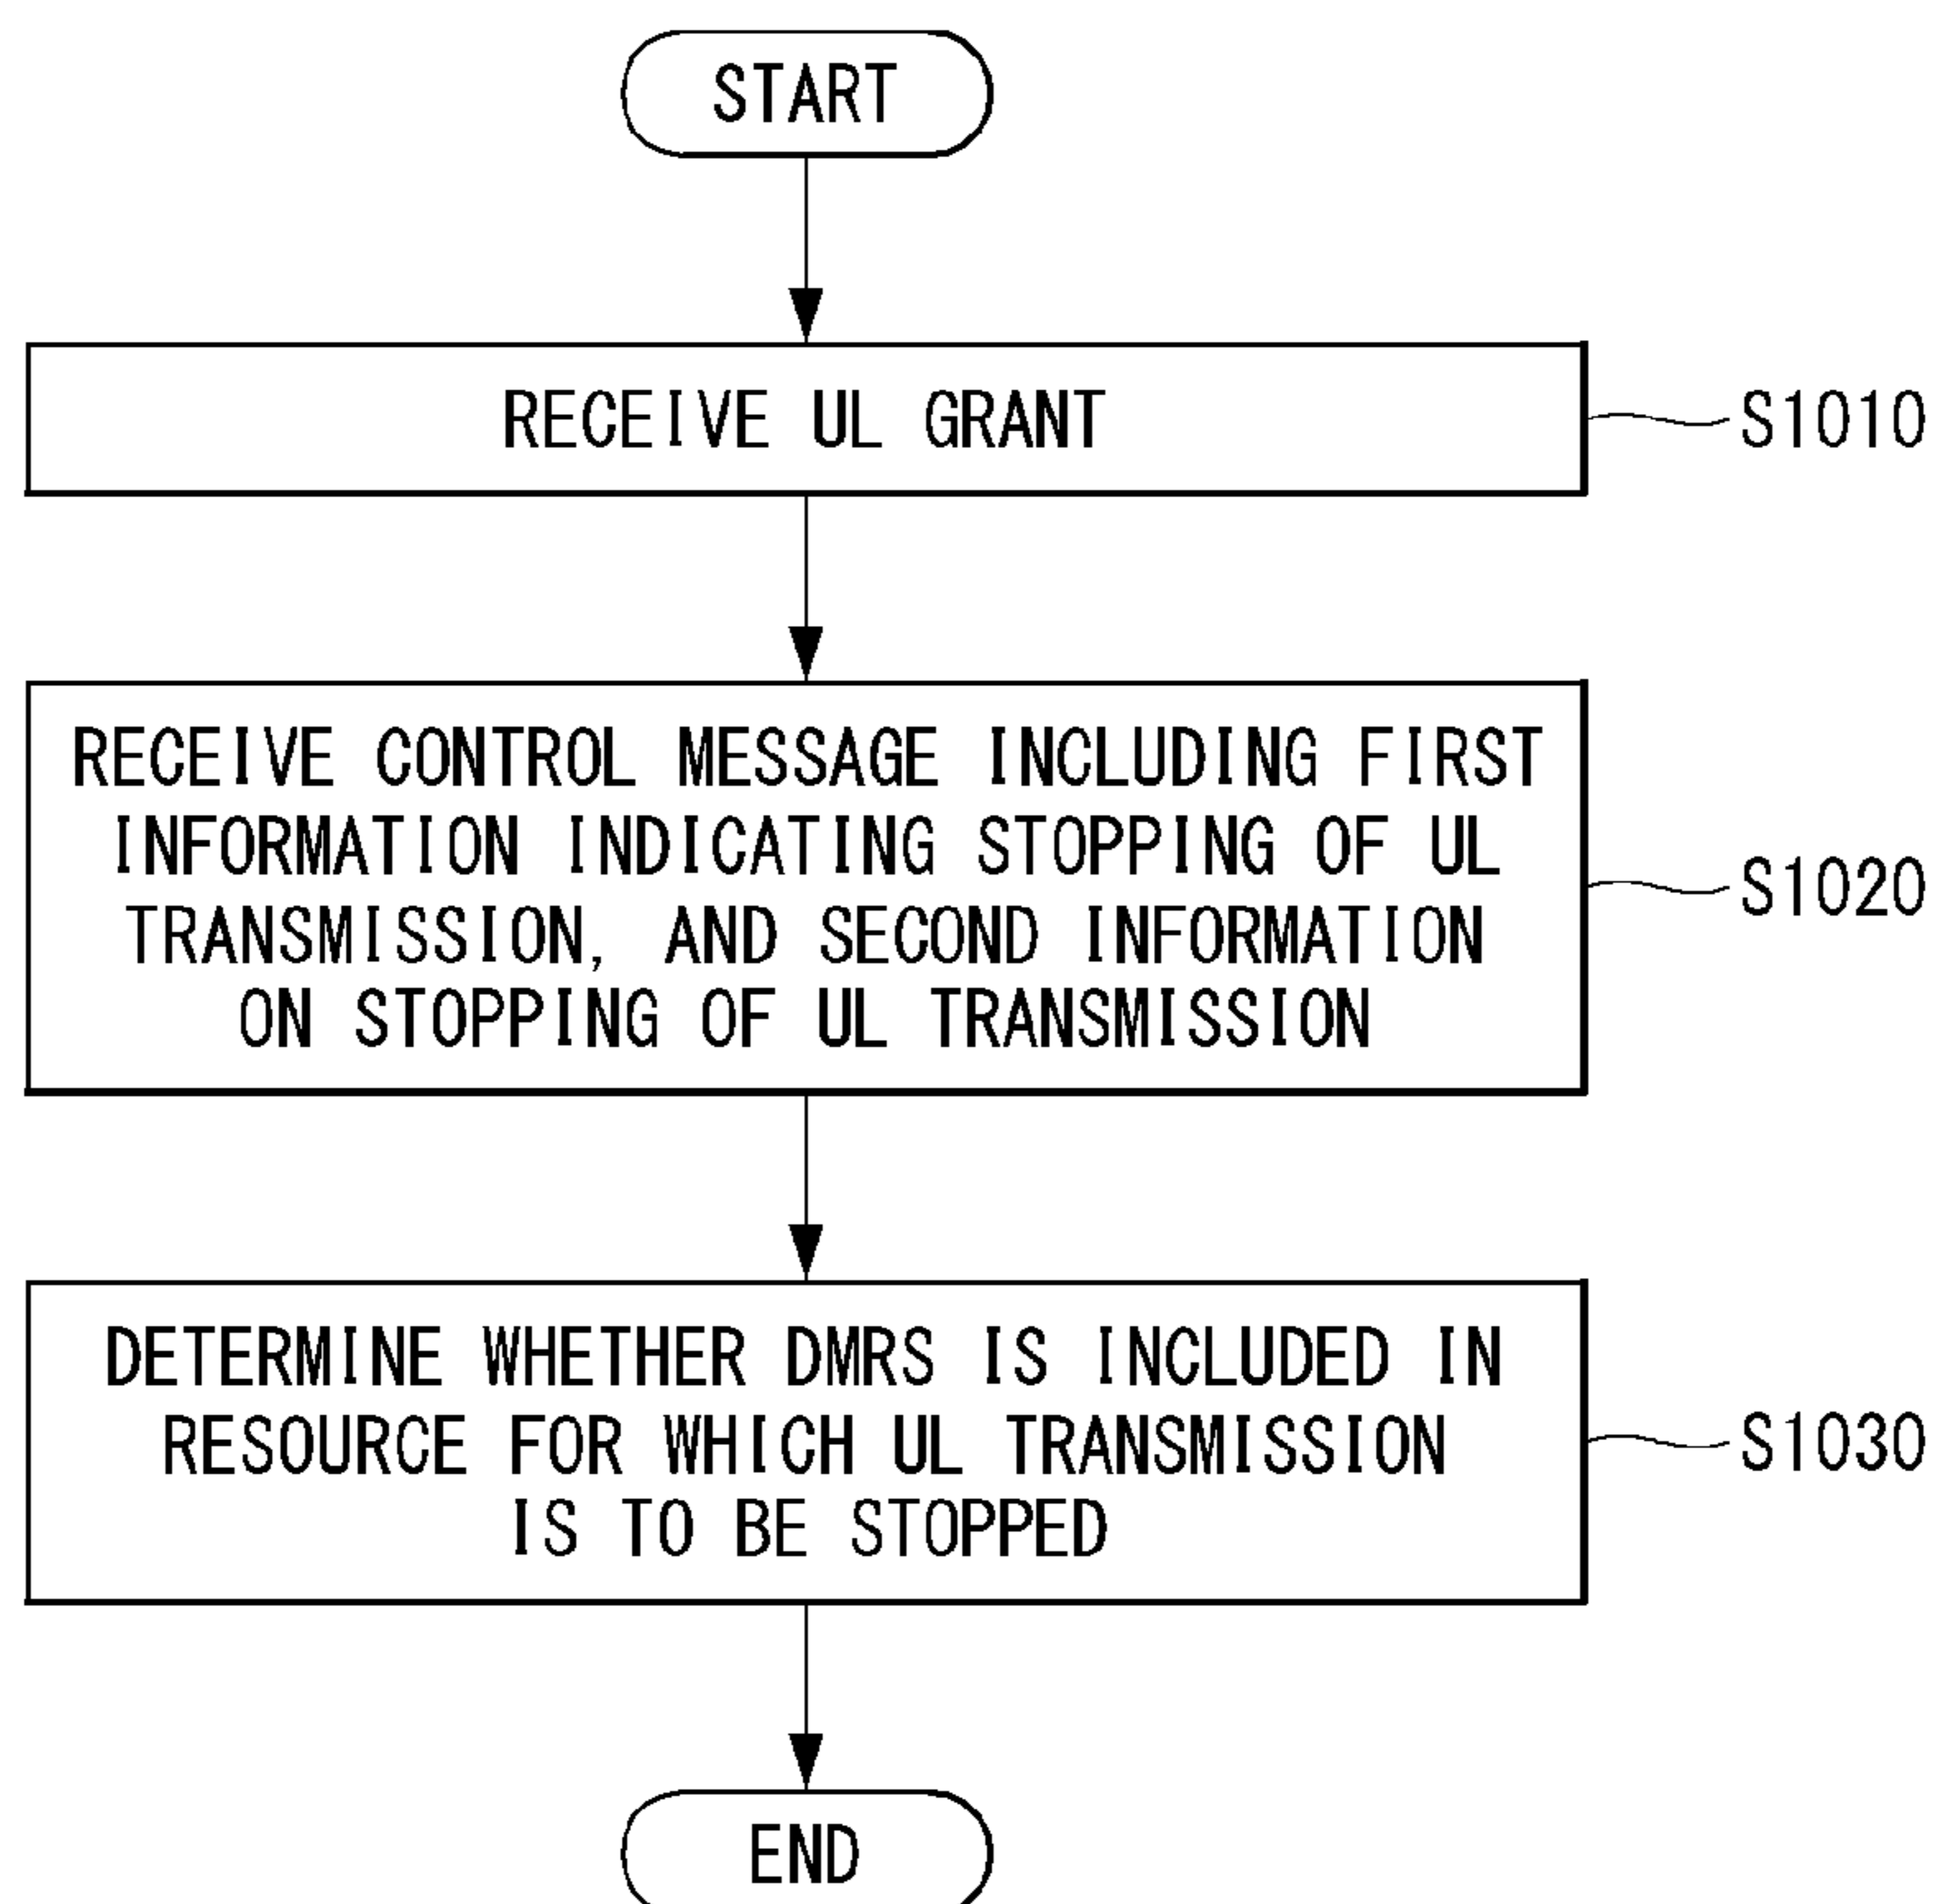 START
RECEIVE UL GRANT
S1010
RECEIVE CONTROL MESSAGE INCLUDING FIRST
INFORMATION INDICATING STOPPING OF UL
TRANSMISSION, AND SECOND INFORMATION
ON STOPPING OF UL TRANSMISSION
S1020
DETERMINE WHETHER DMRS IS INCLUDED IN
RESOURCE FOR WHICH UL TRANSMISSION
IS TO BE STOPPED
S1030
END